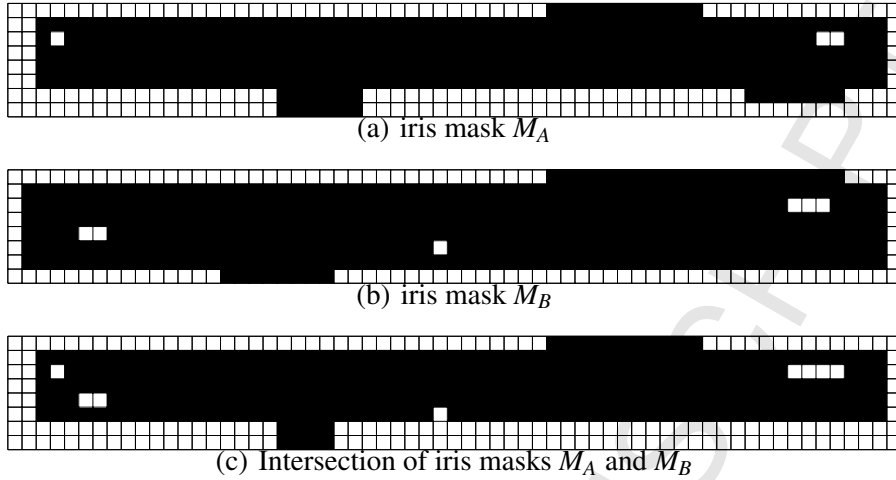 (a) iris mask M_A
(b) iris mask M_B
(c) Intersection of iris masks M_A and M_B